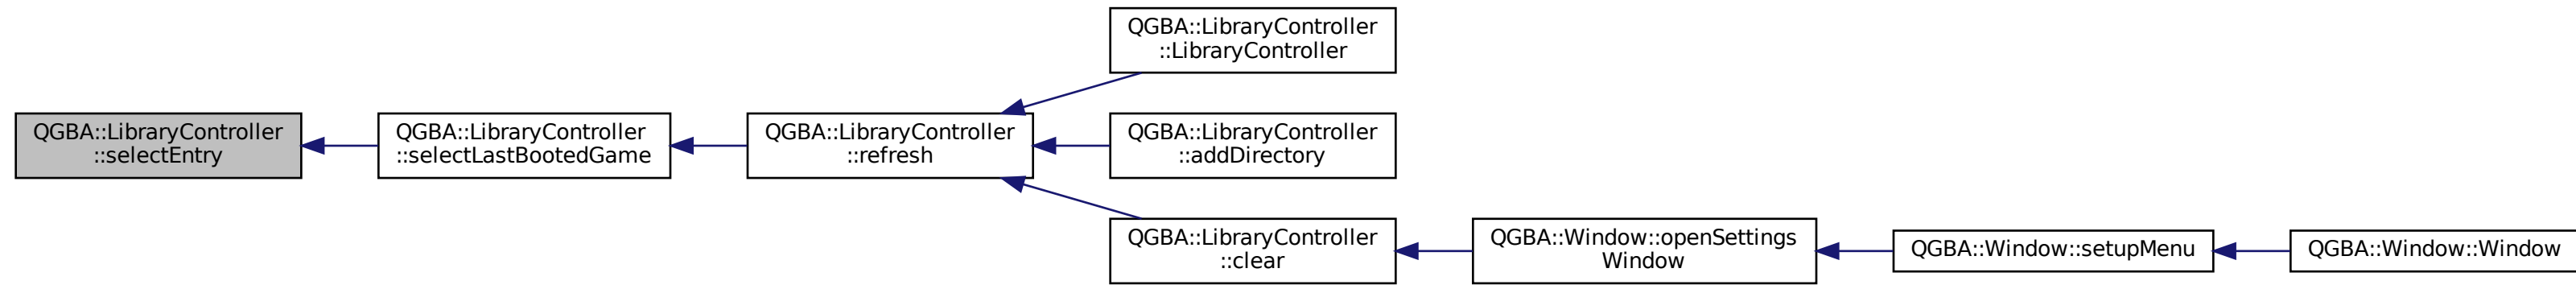 QGBA::LibraryController
::LibraryController
QGBA::LibraryController
::selectEntry
QGBA::LibraryController
::selectLastBootedGame
QGBA::LibraryController
::refresh
QGBA::LibraryController
::addDirectory
QGBA::LibraryController
::clear
QGBA::Window::openSettings
Window
QGBA::Window::setupMenu
QGBA::Window::Window